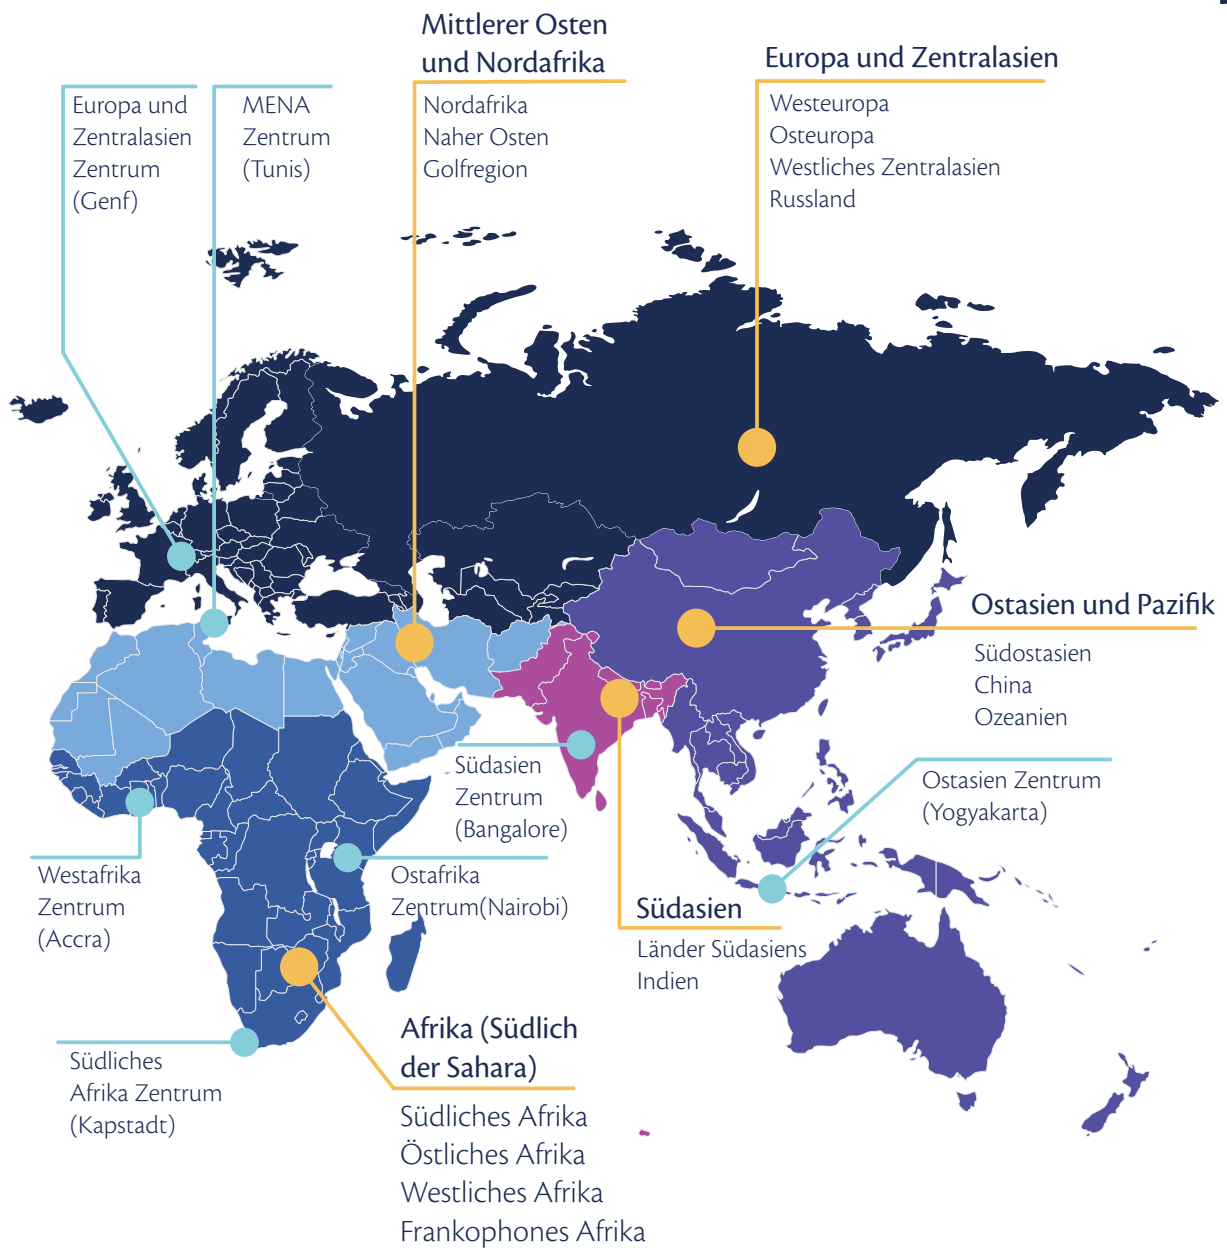 Mittlerer Osten
und Nordafrika
Nordafrika
Naher Osten
Golfregion
Europa und Zentralasien
Westeuropa
Osteuropa
Westliches Zentralasien
Russland
Europa und
Zentralasien
Zentrum
(Genf)
MENA
Zentrum
(Tunis)
Ostasien und Pazifik
Südostasien
China
Ozeanien
Südasien
Zentrum
(Bangalore)
Ostasien Zentrum
(Yogyakarta)
Westafrika
Zentrum
(Accra)
Ostafrika
Zentrum(Nairobi)
Südasien
Länder Südasiens
Indien
Afrika (Südlich
der Sahara)
Südliches Afrika
Östliches Afrika
Westliches Afrika
Frankophones Afrika
Südliches
Afrika Zentrum
(Kapstadt)